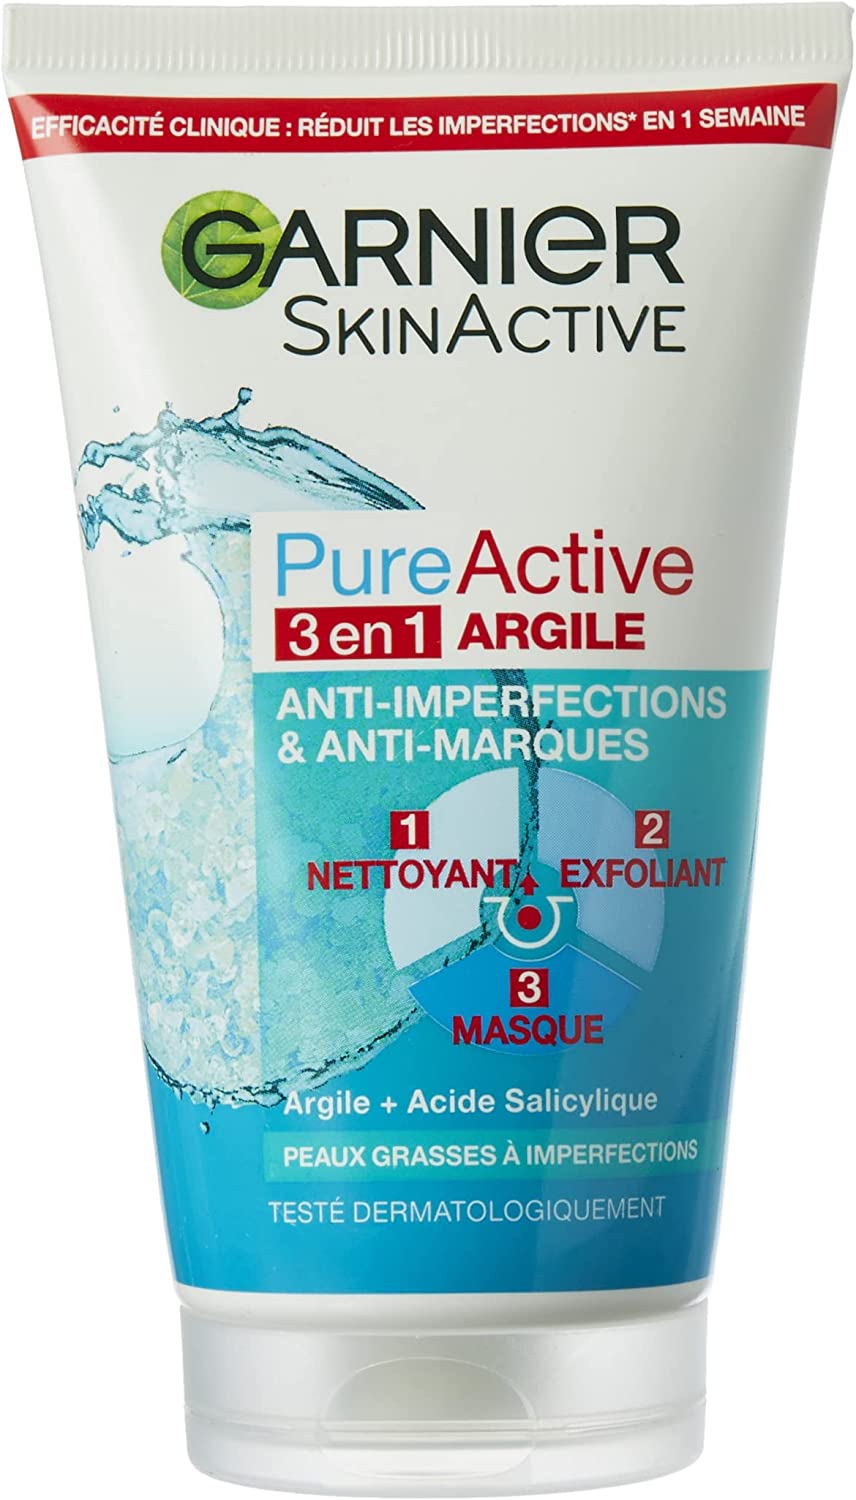 EFFICACITÉ CLINIQUE : RÉDUIT LES IMPERFECTIONS* EN 1 SEMAINE
GARNIER
SKINACTIVE
PureActive
3 en 1 ARGILE
ANTI-IMPERFECTIONS
& ANTI-MARQUES
1
NETTOYANT
2
EXFOLIANT
3
MASQUE
Argile + Acide Salicylique
PEAUX GRASSES À IMPERFECTIONS
TESTÉ DERMATOLOGIQUEMENT